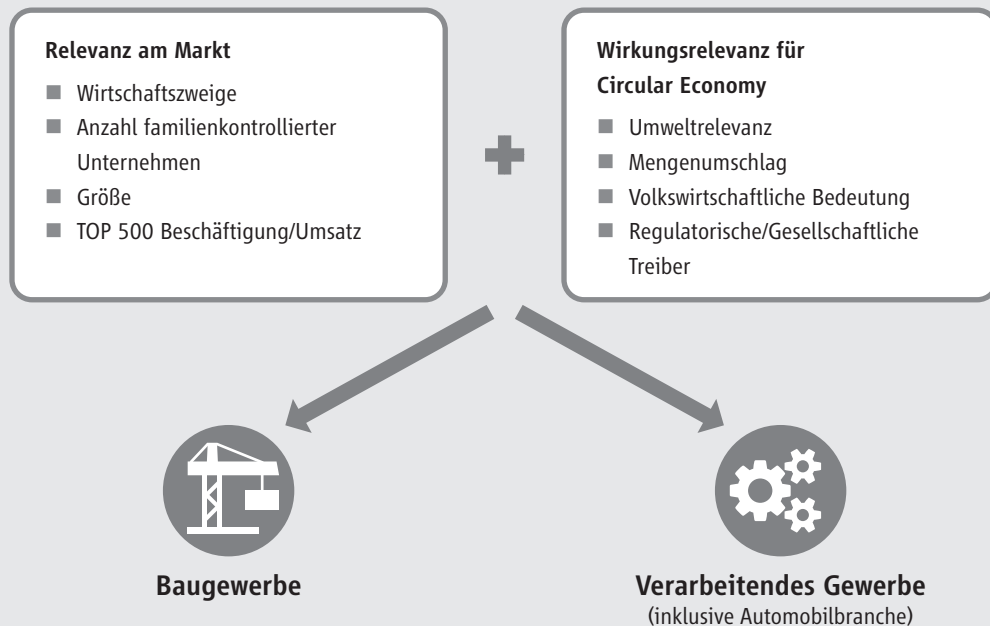 Relevanz am Markt
Wirtschaftszweige
Anzahl familienkontrollierter
Unternehmen
Größe
TOP 500 Beschäftigung/Umsatz
Wirkungsrelevanz für
Circular Economy
Umweltrelevanz
Mengenumschlag
Volkswirtschaftliche Bedeutung
Regulatorische/Gesellschaftliche
Treiber
Baugewerbe
Verarbeitendes Gewerbe
(inklusive Automobilbranche)